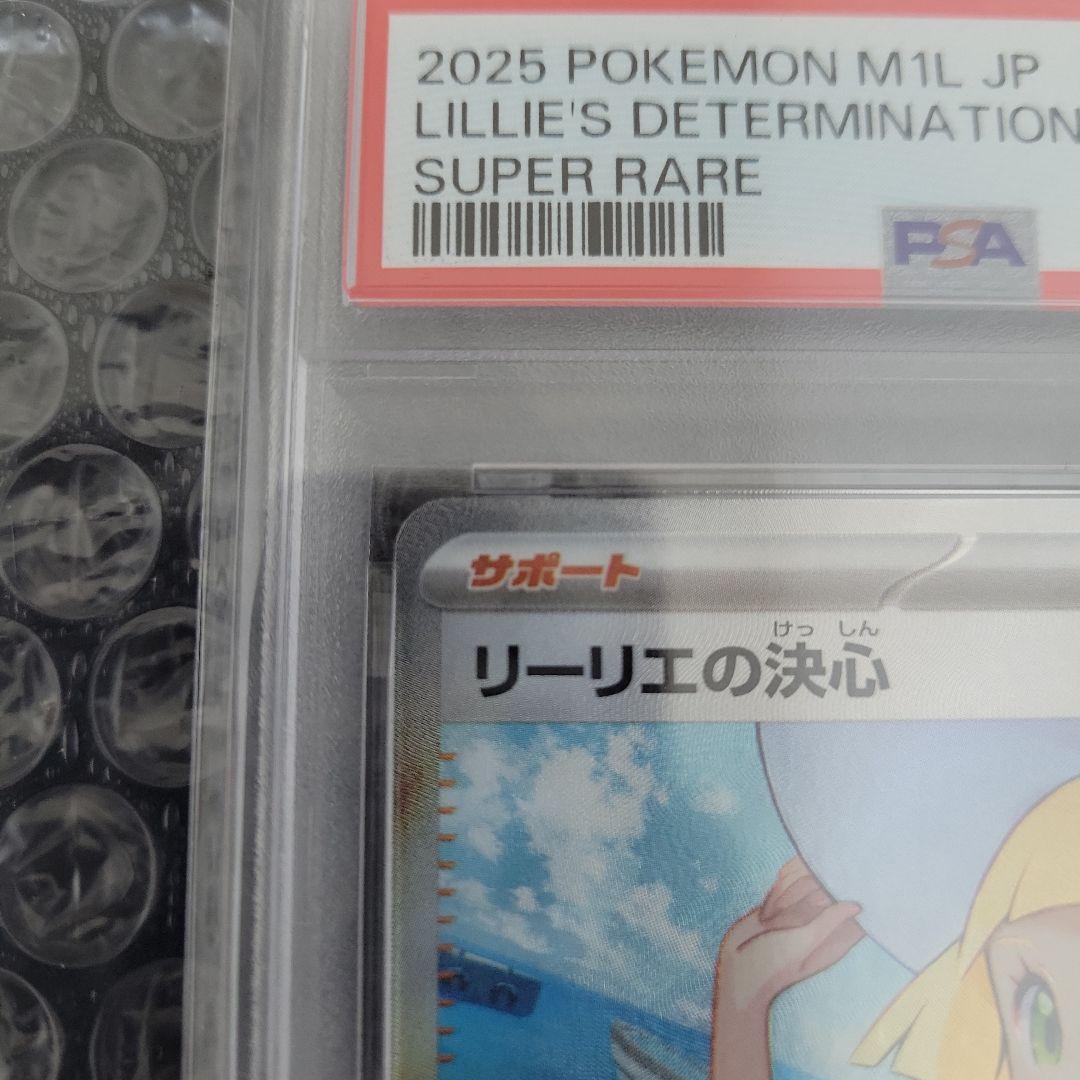 2025 POKEMON M1L JP
LILLIE'S DETERMINATION
SUPER RARE
PSA
サポート
けっ しん
リーリエの決心